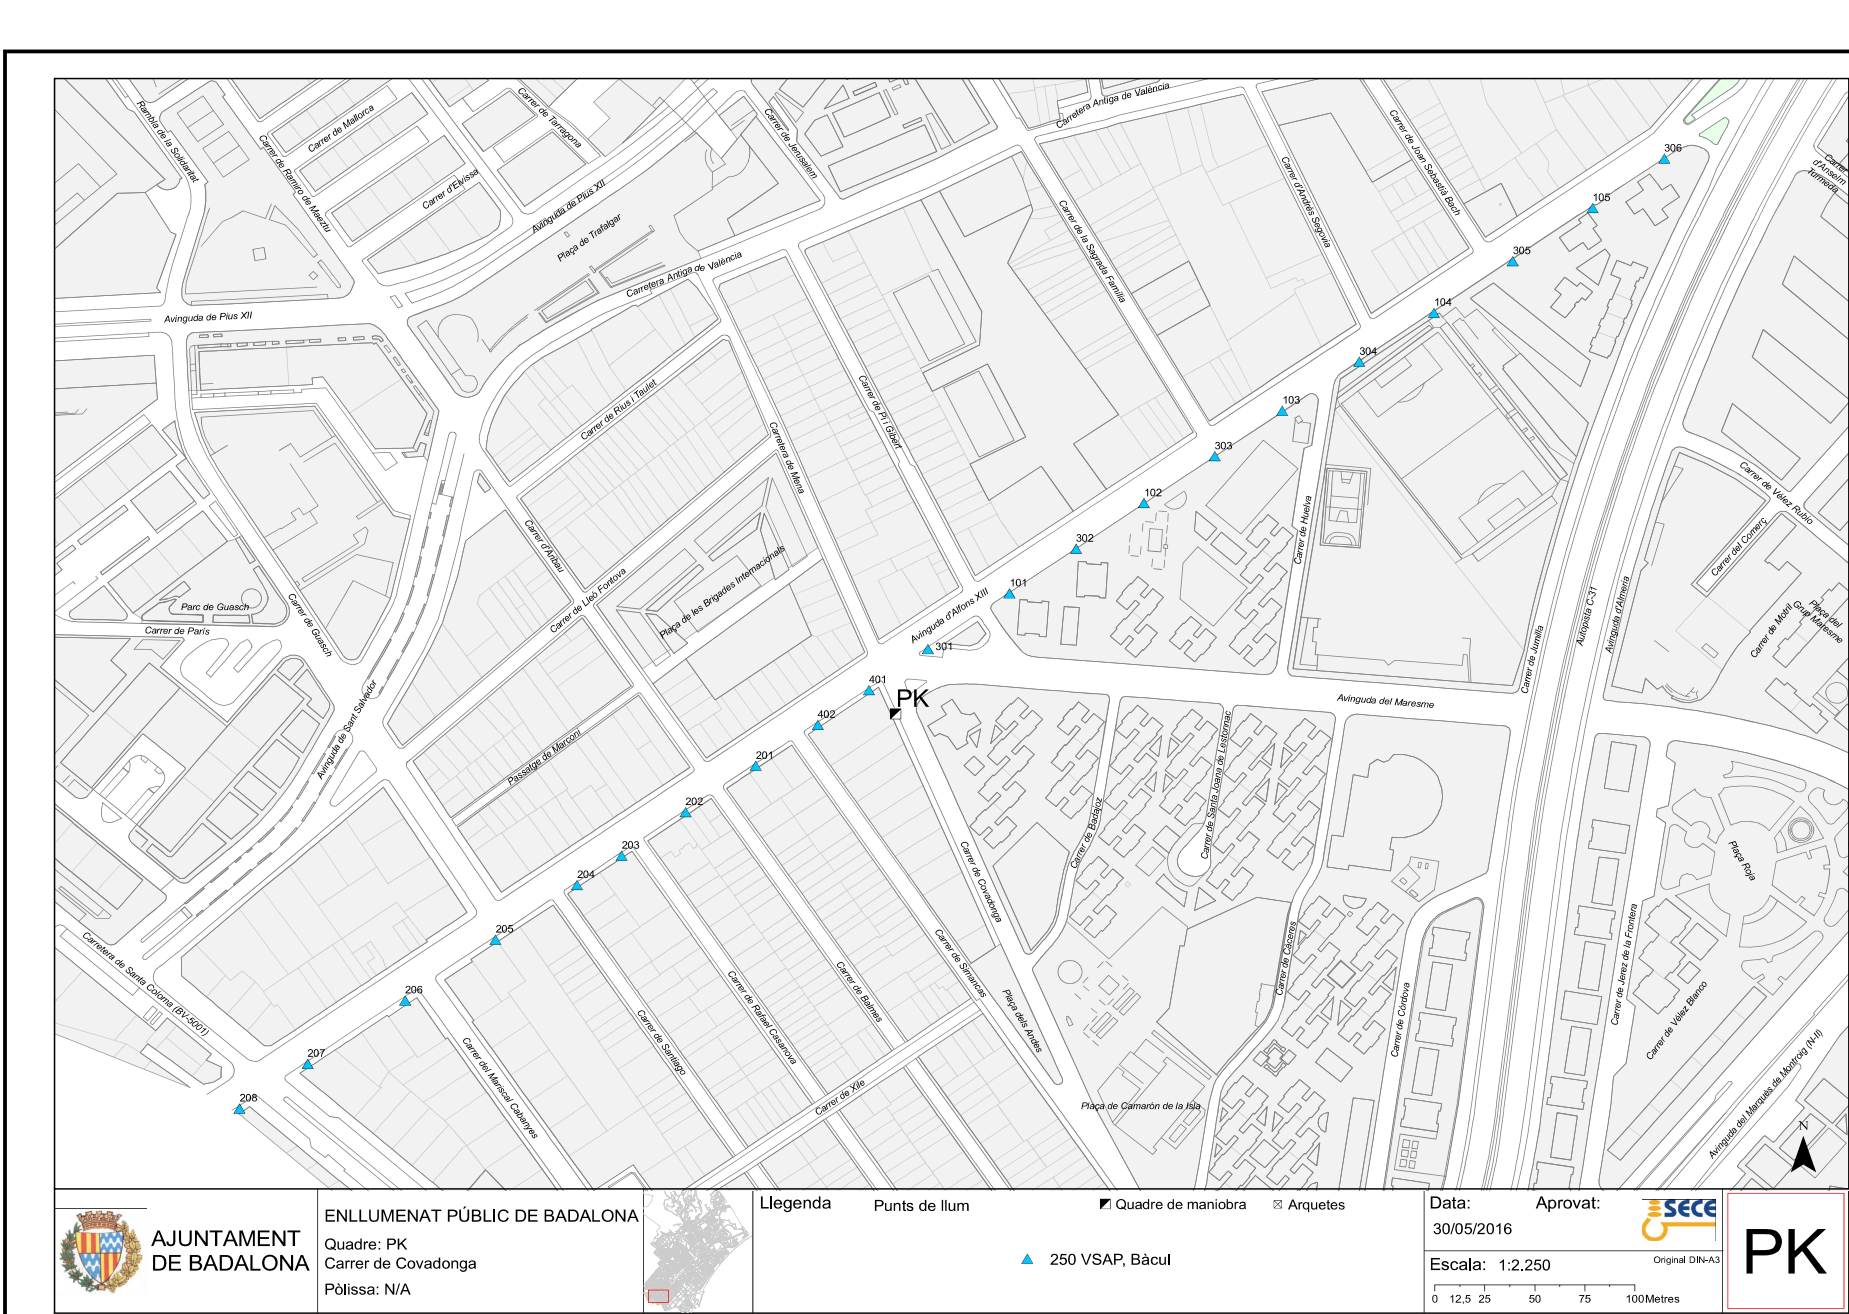 Rambla de la Solidaritat
Carrer de Mallorca
Carrer de Ramiro de Maeztu
Carrer d'Eivissa
Carrer de Tarragona
Avinguda de Pius XII
Plaça de Trafalgar
Carrer de Jerusalem
Carretera Antiga de València
Carretera Antiga de València
Carrer de la Sagrada Família
Carrer d'Andrés Segovia
Carrer de Joan Sebastià Bach
Carrer d'Anselm Turmeda
306
105
305
104
304
103
303
102
302
101
301
401
402
201
202
203
204
205
206
207
208
PK
Avinguda de Pius XII
Carrer de Rius i Taulet
Carretera de Mena
Carrer de Pi i Gibert
Carrer d'Aribau
Carrer de Lleó Fontova
Plaça de les Brigades Internacionals
Avinguda d'Alfons XIII
Carrer de Huelva
Carrer de Vélez Rubio
Carrer del Comerç
Plaça del Grup Maresme
Carrer de Motril
Autopista C-31
Avinguda d'Almeria
Carrer de Jumilla
Parc de Guasch
Carrer de París
Carrer de Guasch
Avinguda de Sant Salvador
Passatge de Marconi
Avinguda del Maresme
Carrer de Santa Joana de Lestonnac
Carrer de Badajoz
Carrer de Covadonga
Carrer de Simancas
Carrer de Balmes
Carrer de Rafael Casanova
Carrer de Santiago
Carrer del Mariscal Cabanyes
Carrer de Xile
Plaça dels Andes
Plaça de Camarón de la Isla
Carrer de Càceres
Carrer de Còrdova
Carrer de Jerez de la Frontera
Carrer de Vélez Blanco
Plaça Roja
Avinguda del Marquès de Montroig (N-II)
Carretera de Santa Coloma (BV-5001)
N
AJUNTAMENT
DE BADALONA
ENLLUMENAT PÚBLIC DE BADALONA
Quadre: PK
Carrer de Covadonga
Pòlissa: N/A
Llegenda
Punts de llum
Quadre de maniobra
Arquetes
250 VSAP, Bàcul
Data:
Aprovat:
30/05/2016
SECE
Escala: 1:2.250
Original DIN-A3
0 12,5 25 50 75 100 Metres
PK